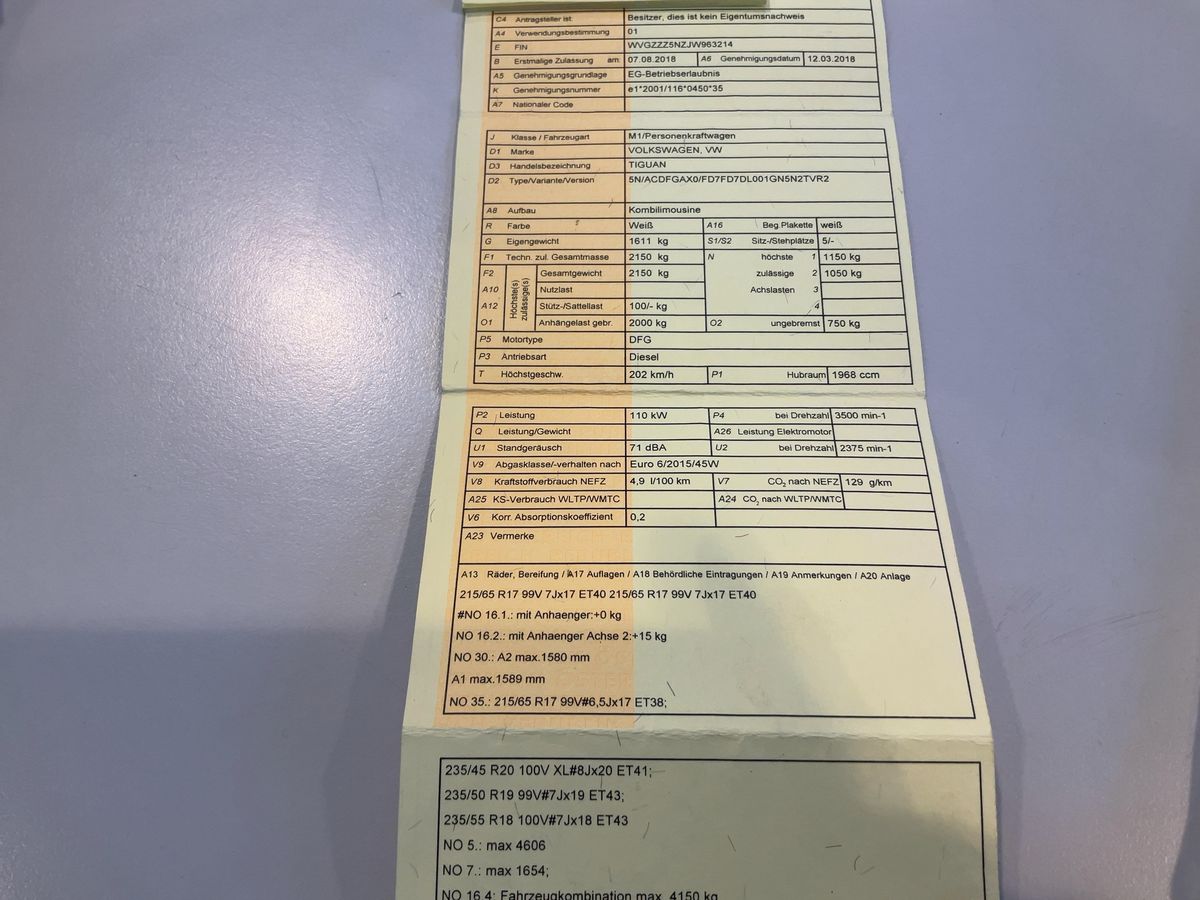 C4 Antragsteller ist: Besitzer, dies ist kein Eigentumsnachweis
A4 Verwendungsbestimmung 01
E FIN WVGZZZ5NZJW963214
B Erstmalige Zulassung am: 07.08.2018 A6 Genehmigungsdatum 12.03.2018
A5 Genehmigungsgrundlage EG-Betriebserlaubnis
K Genehmigungsnummer e1*2001/116*0450*35
A7 Nationaler Code
J Klasse / Fahrzeugart M1/Personenkraftwagen
D1 Marke VOLKSWAGEN, VW
D3 Handelsbezeichnung TIGUAN
D2 Type/Variante/Version 5N/ACDFGAX0/FD7FD7DL001GN5N2TVR2
A8 Aufbau Kombilimousine
R Farbe Weiß A16 Beg.Plakette weiß
G Eigengewicht 1611 kg S1/S2 Sitz-/Stehplätze 5/-
F1 Techn. zul. Gesamtmasse 2150 kg N höchste 1 1150 kg
F2 Höchste(s) zulässige(s) Gesamtgewicht 2150 kg zulässige 2 1050 kg
A10 Nutzlast Achslasten 3
A12 Stütz-/Sattellast 100/- kg 4
O1 Anhängelast gebr. 2000 kg O2 ungebremst 750 kg
P5 Motortype DFG
P3 Antriebsart Diesel
T Höchstgeschw. 202 km/h P1 Hubraum 1968 ccm
P2 Leistung 110 kW P4 bei Drehzahl 3500 min-1
Q Leistung/Gewicht A26 Leistung Elektromotor
U1 Standgeräusch 71 dBA U2 bei Drehzahl 2375 min-1
V9 Abgasklasse/-verhalten nach Euro 6/2015/45W
V8 Kraftstoffverbrauch NEFZ 4,9 l/100 km V7 CO2 nach NEFZ 129 g/km
A25 KS-Verbrauch WLTP/WMTC A24 CO2 nach WLTP/WMTC
V6 Korr. Absorptionskoeffizient 0,2
A23 Vermerke
A13 Räder, Bereifung / A17 Auflagen / A18 Behördliche Eintragungen / A19 Anmerkungen / A20 Anlage
215/65 R17 99V 7Jx17 ET40 215/65 R17 99V 7Jx17 ET40
#NO 16.1.: mit Anhaenger:+0 kg
NO 16.2.: mit Anhaenger Achse 2:+15 kg
NO 30.: A2 max.1580 mm
A1 max.1589 mm
NO 35.: 215/65 R17 99V#6,5Jx17 ET38;
235/45 R20 100V XL#8Jx20 ET41;
235/50 R19 99V#7Jx19 ET43;
235/55 R18 100V#7Jx18 ET43
NO 5.: max 4606
NO 7.: max 1654;
NO 16.4: Fahrzeugkombination max. 4150 kg